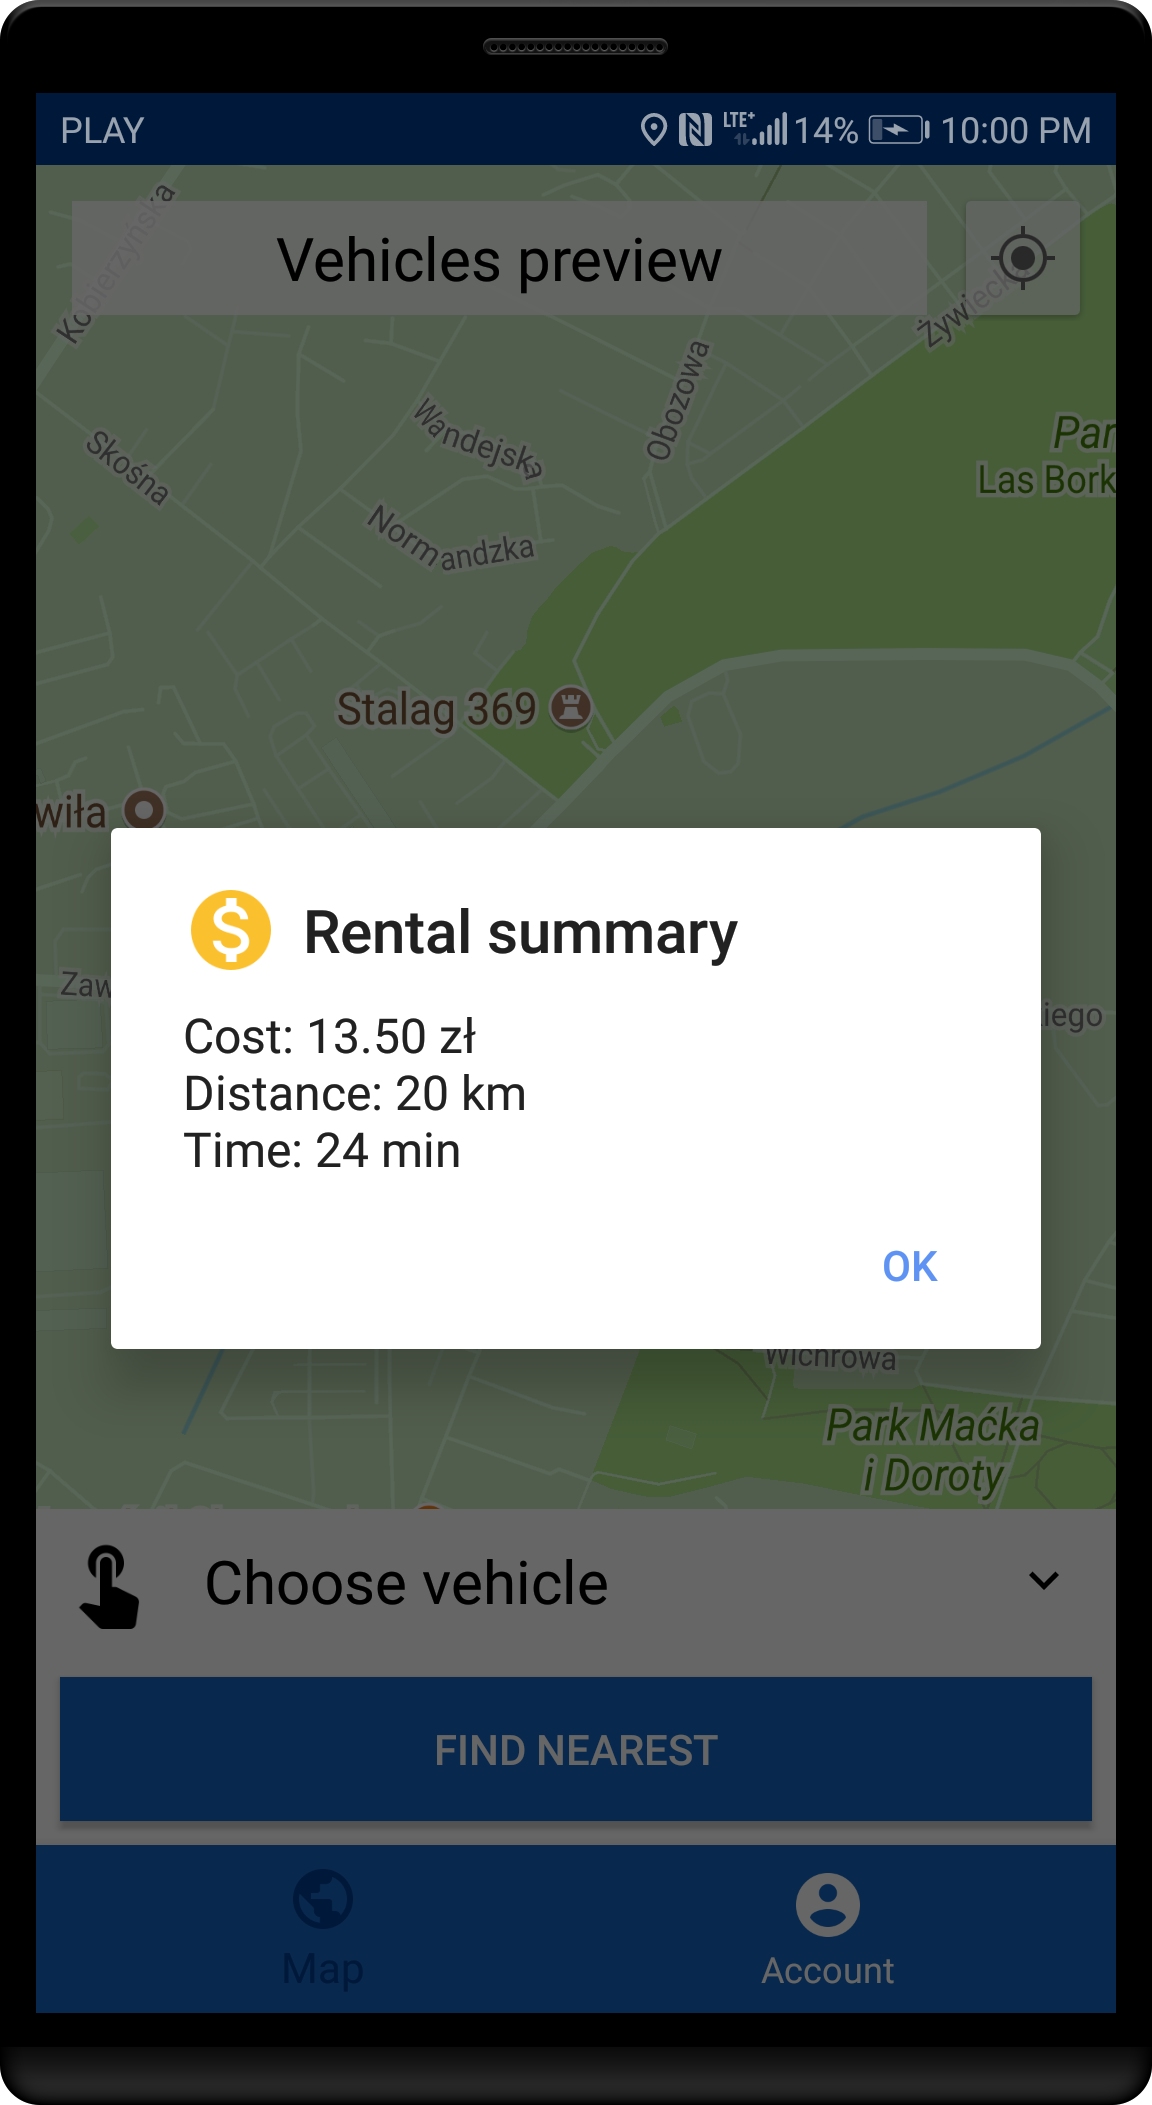 PLAY
LTE+ 14% 10:00 PM
Kobierzyńska
Vehicles preview
Żywiecka
Obozowa
Wandejska
Skośna
Par
Las Bork
Normandzka
Stalag 369
wiła
Rental summary
Zaw
Cost: 13.50 zł
iego
Distance: 20 km
Time: 24 min
OK
Wichrowa
Park Maćka
i Doroty
Choose vehicle
FIND NEAREST
Map
Account